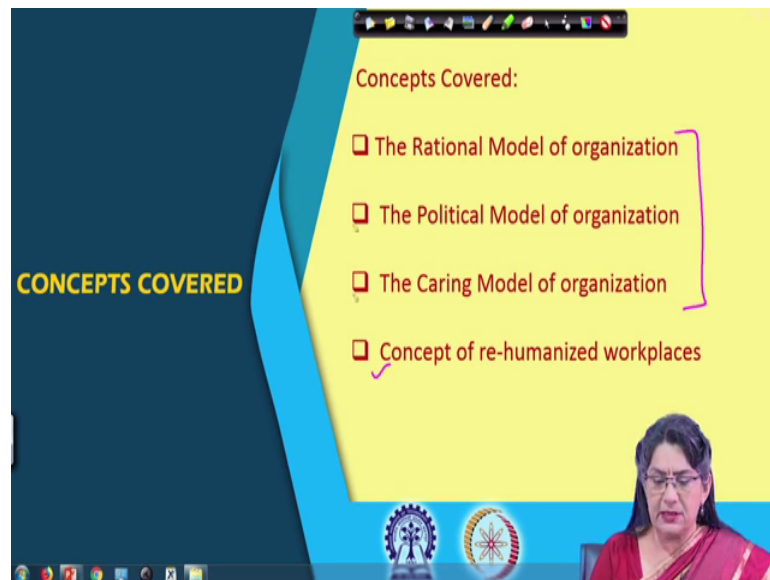 Concepts Covered:
The Rational Model of organization
The Political Model of organization
The Caring Model of organization
Concept of re-humanized workplaces
CONCEPTS COVERED